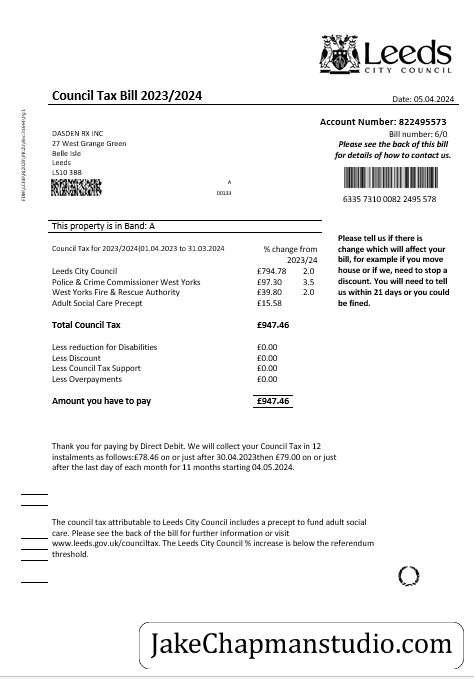 Leeds
CITY COUNCIL
Council Tax Bill 2023/2024
Date: 05.04.2024
Account Number: 822495573
Bill number: 6/0
Please see the back of this bill
for details of how to contact us.
6335 7310 0082 2495 578
DASDEN RX INC
27 West Grange Green
Belle Isle
Leeds
LS10 3BB
A
00133
This property is in Band: A
Council Tax for 2023/2024(01.04.2023 to 31.03.2024 % change from
2023/24
Leeds City Council £794.78 2.0
Police & Crime Commissioner West Yorks £97.30 3.5
West Yorks Fire & Rescue Authority £39.80 2.0
Adult Social Care Precept £15.58
Total Council Tax £947.46
Less reduction for Disabilities £0.00
Less Discount £0.00
Less Council Tax Support £0.00
Less Overpayments £0.00
Amount you have to pay £947.46
Please tell us if there is
change which will affect your
bill, for example if you move
house or if we, need to stop a
discount. You will need to tell
us within 21 days or you could
be fined.
Thank you for paying by Direct Debit. We will collect your Council Tax in 12
instalments as follows:£78.46 on or just after 30.04.2023then £79.00 on or just
after the last day of each month for 11 months starting 04.05.2024.
The council tax attributable to Leeds City Council includes a precept to fund adult social
care. Please see the back of the bill for further information or visit
www.leeds.gov.uk/counciltax. The Leeds City Council % increase is below the referendum
threshold.
JakeChapmanstudio.com